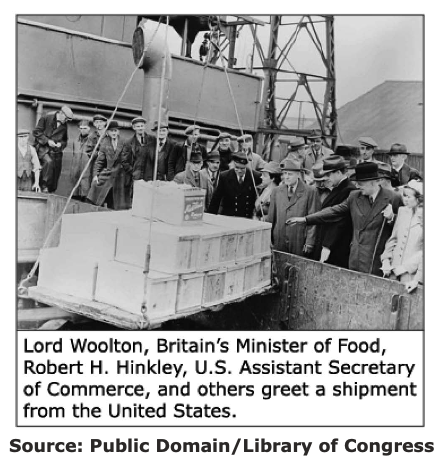 Lord Woolton, Britain's Minister of Food,
Robert H. Hinkley, U.S. Assistant Secretary
of Commerce, and others greet a shipment
from the United States.
Source: Public Domain/Library of Congress